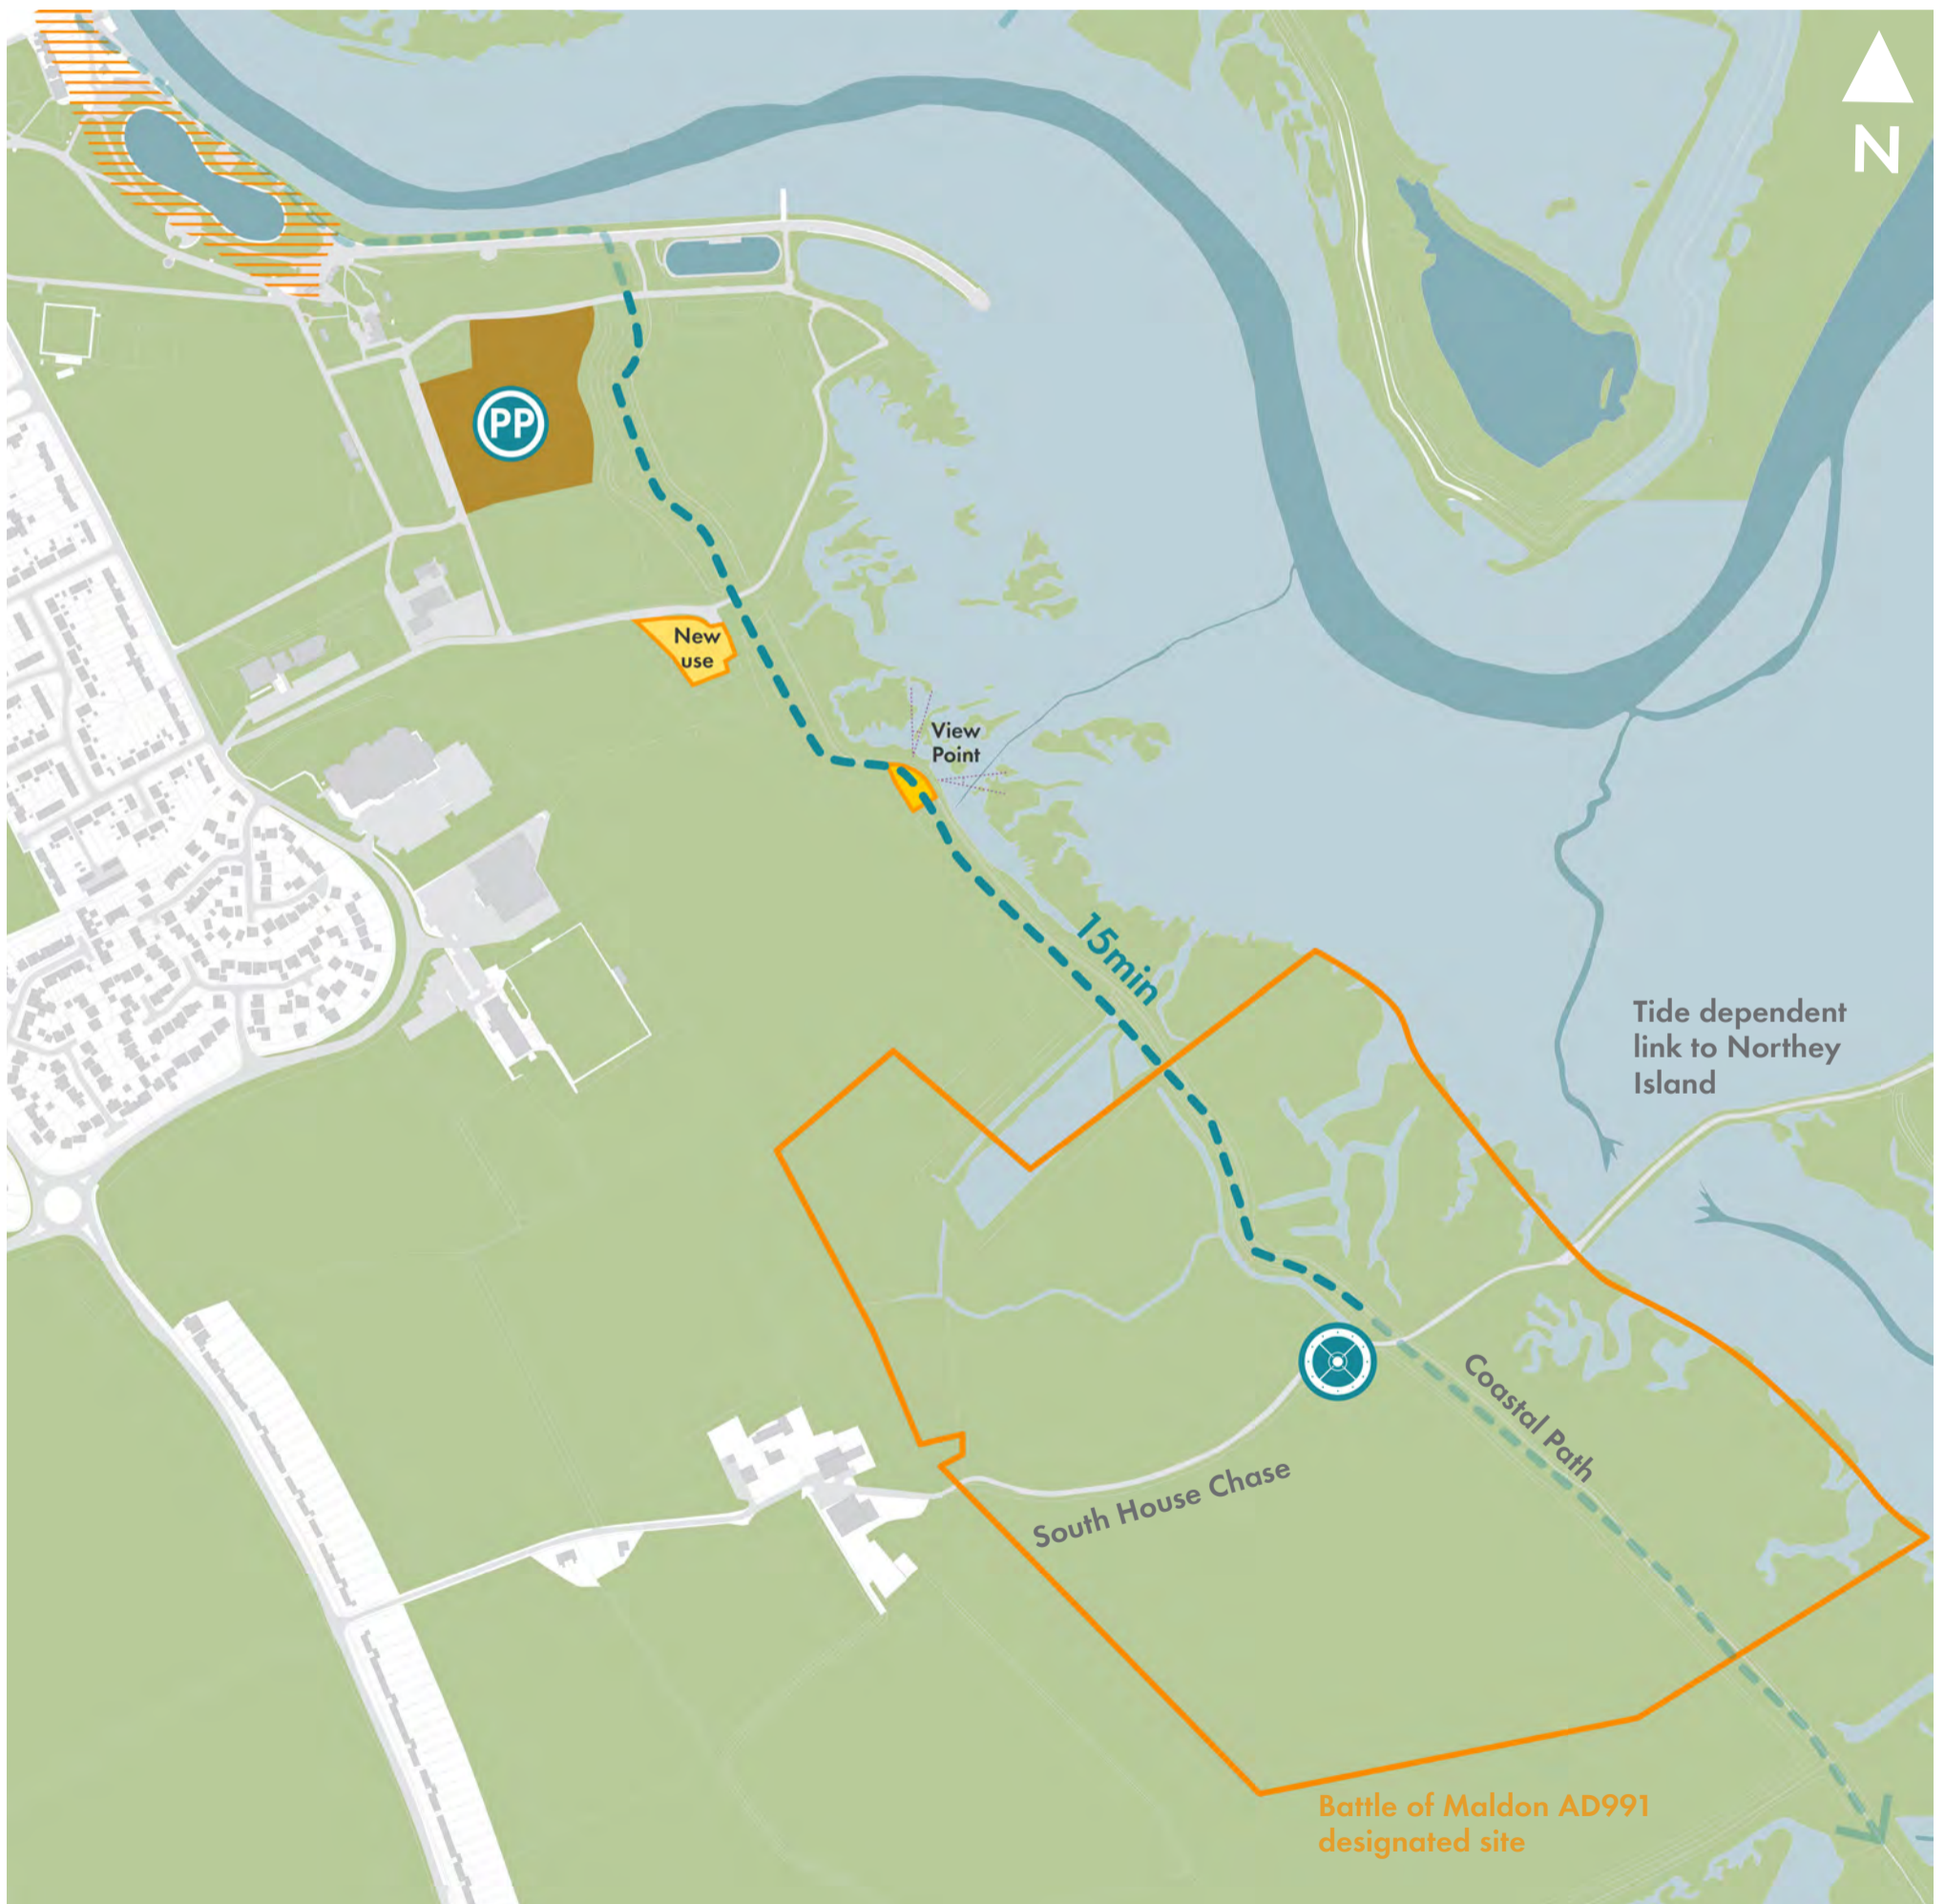 N
PP
New
use
View
Point
15min
Tide dependent
link to Northey
Island
Coastal Path
South House Chase
Battle of Maldon AD991
designated site